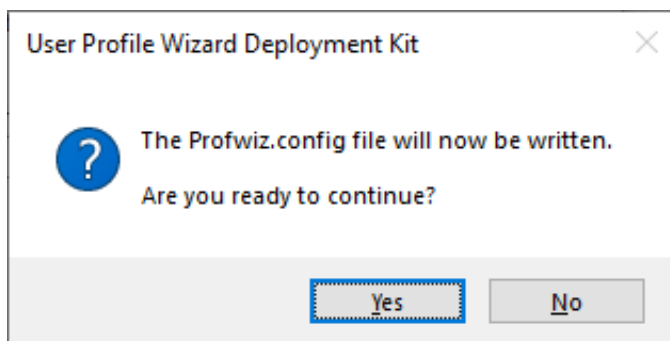 User Profile Wizard Deployment Kit
The Profwiz.config file will now be written.
Are you ready to continue?
Yes
No